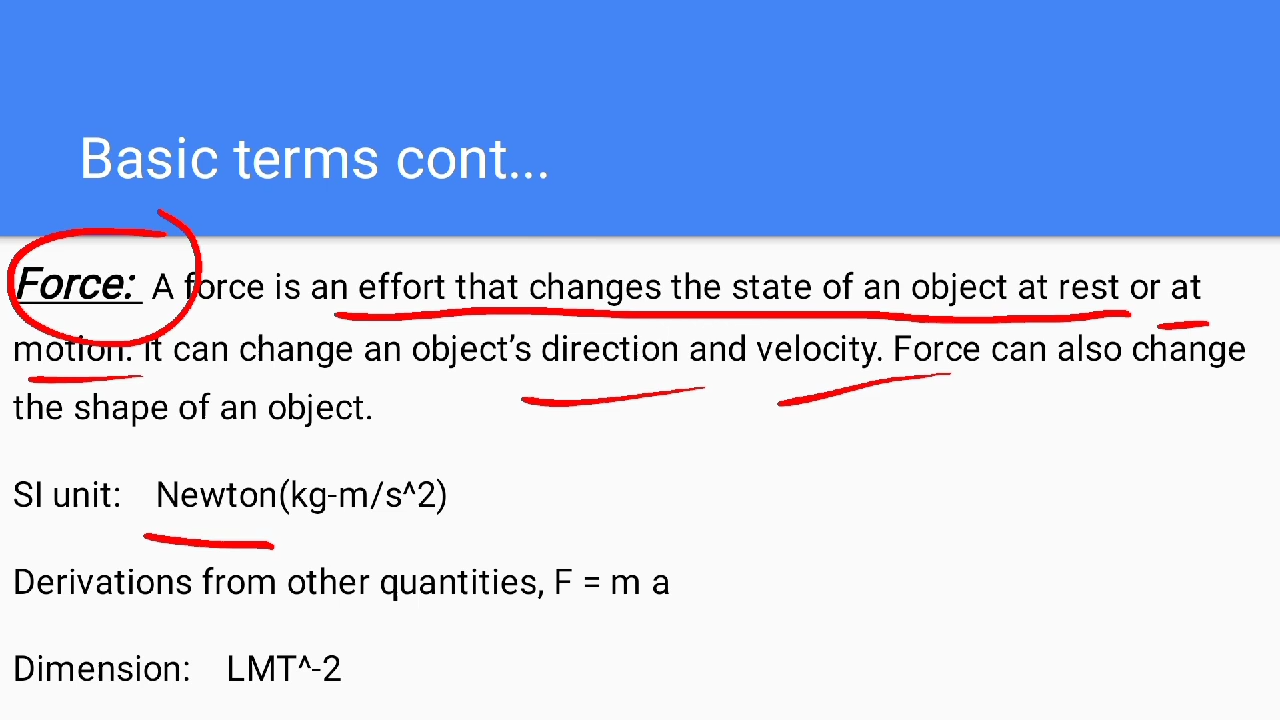 Basic terms cont...
Force: A force is an effort that changes the state of an object at rest or at
motion. It can change an object’s direction and velocity. Force can also change
the shape of an object.
SI unit: Newton(kg-m/s^2)
Derivations from other quantities, F = m a
Dimension: LMT^-2